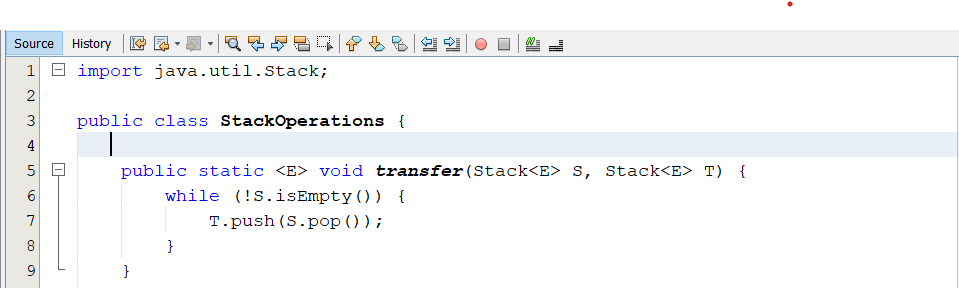 Source History
1 import java.util.Stack;
2
3 public class StackOperations {
4
5 public static <E> void transfer(Stack<E> S, Stack<E> T) {
6 while (!S.isEmpty()) {
7 T.push(S.pop());
8 }
9 }